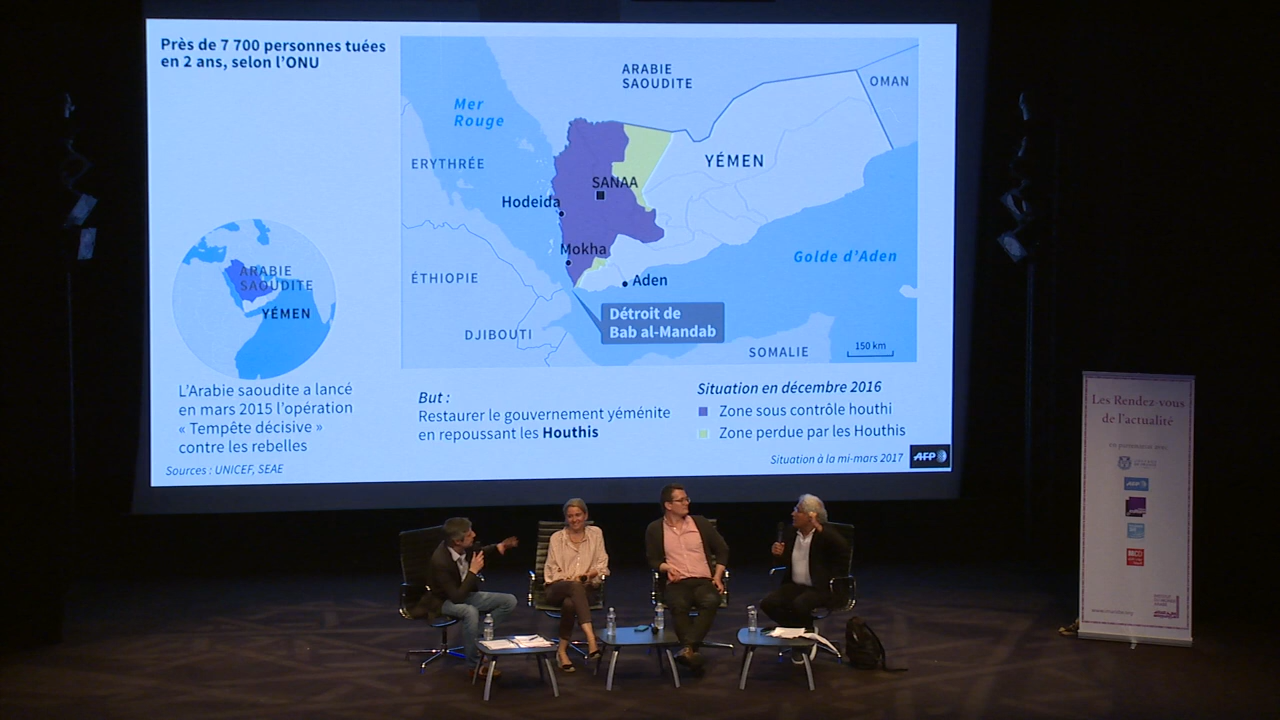 Près de 7 700 personnes tuées
en 2 ans, selon l'ONU
ARABIE
SAOUDITE
OMAN
Mer
Rouge
ERYTHRÉE
YÉMEN
SANAA
Hodeida
Mokha
Golde d'Aden
ÉTHIOPIE
Aden
Détroit de
Bab al-Mandab
DJIBOUTI
SOMALIE
150 km
ARABIE
SAOUDITE
YÉMEN
L'Arabie saoudite a lancé
en mars 2015 l'opération
« Tempête décisive »
contre les rebelles
Sources : UNICEF, SEAE
But :
Restaurer le gouvernement yéménite
en repoussant les Houthis
Situation en décembre 2016
Zone sous contrôle houthi
Zone perdue par les Houthis
Situation à la mi-mars 2017
AFP
Les Rendez-vous
de l'actualité
en partenariat avec
AFP